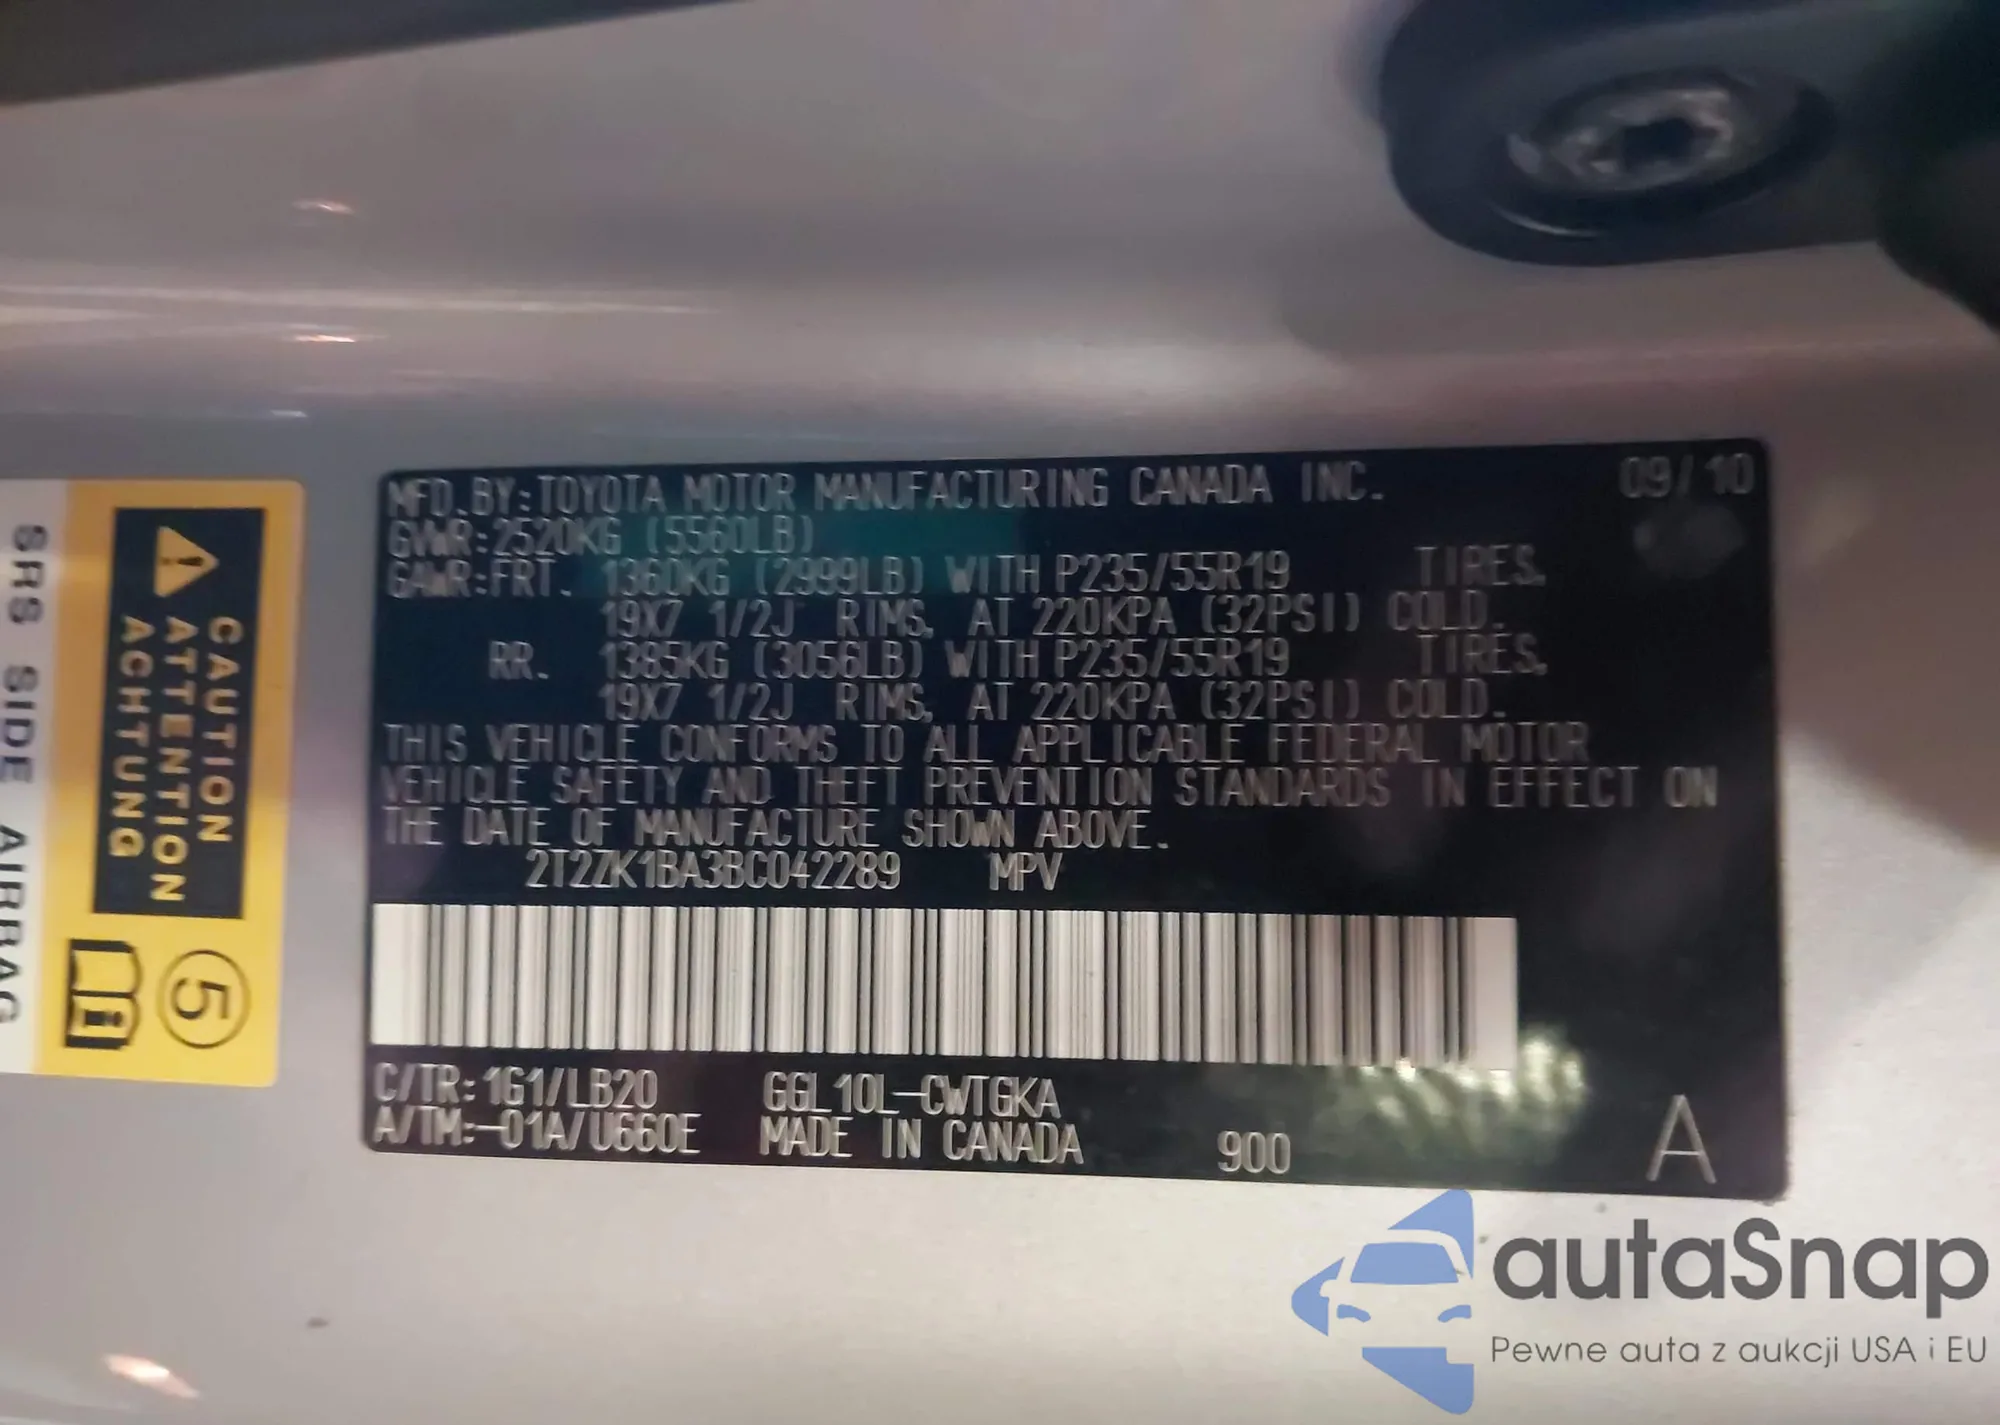 MFD.BY:TOYOTA MOTOR MANUFACTURING CANADA INC. 09/10
GVWR:2520KG (5560LB)
GAWR:FRT. 1360KG (2999LB) WITH P235/55R19 TIRES,
19X7 1/2J RIMS, AT 220KPA (32PSI) COLD.
RR. 1385KG (3056LB) WITH P235/55R19 TIRES,
19X7 1/2J RIMS, AT 220KPA (32PSI) COLD.
THIS VEHICLE CONFORMS TO ALL APPLICABLE FEDERAL MOTOR
VEHICLE SAFETY AND THEFT PREVENTION STANDARDS IN EFFECT ON
THE DATE OF MANUFACTURE SHOWN ABOVE.
2T2ZK1BA3BC042289 MPV
C/TR:1G1/LB20 GGL10L-CWTGKA
A/TM:-01A/U660E MADE IN CANADA 900 A
CAUTION
ATTENTION
ACHTUNG
5
SRS SIDE AIRBAG
autaSnap
Pewne auta z aukcji USA i EU